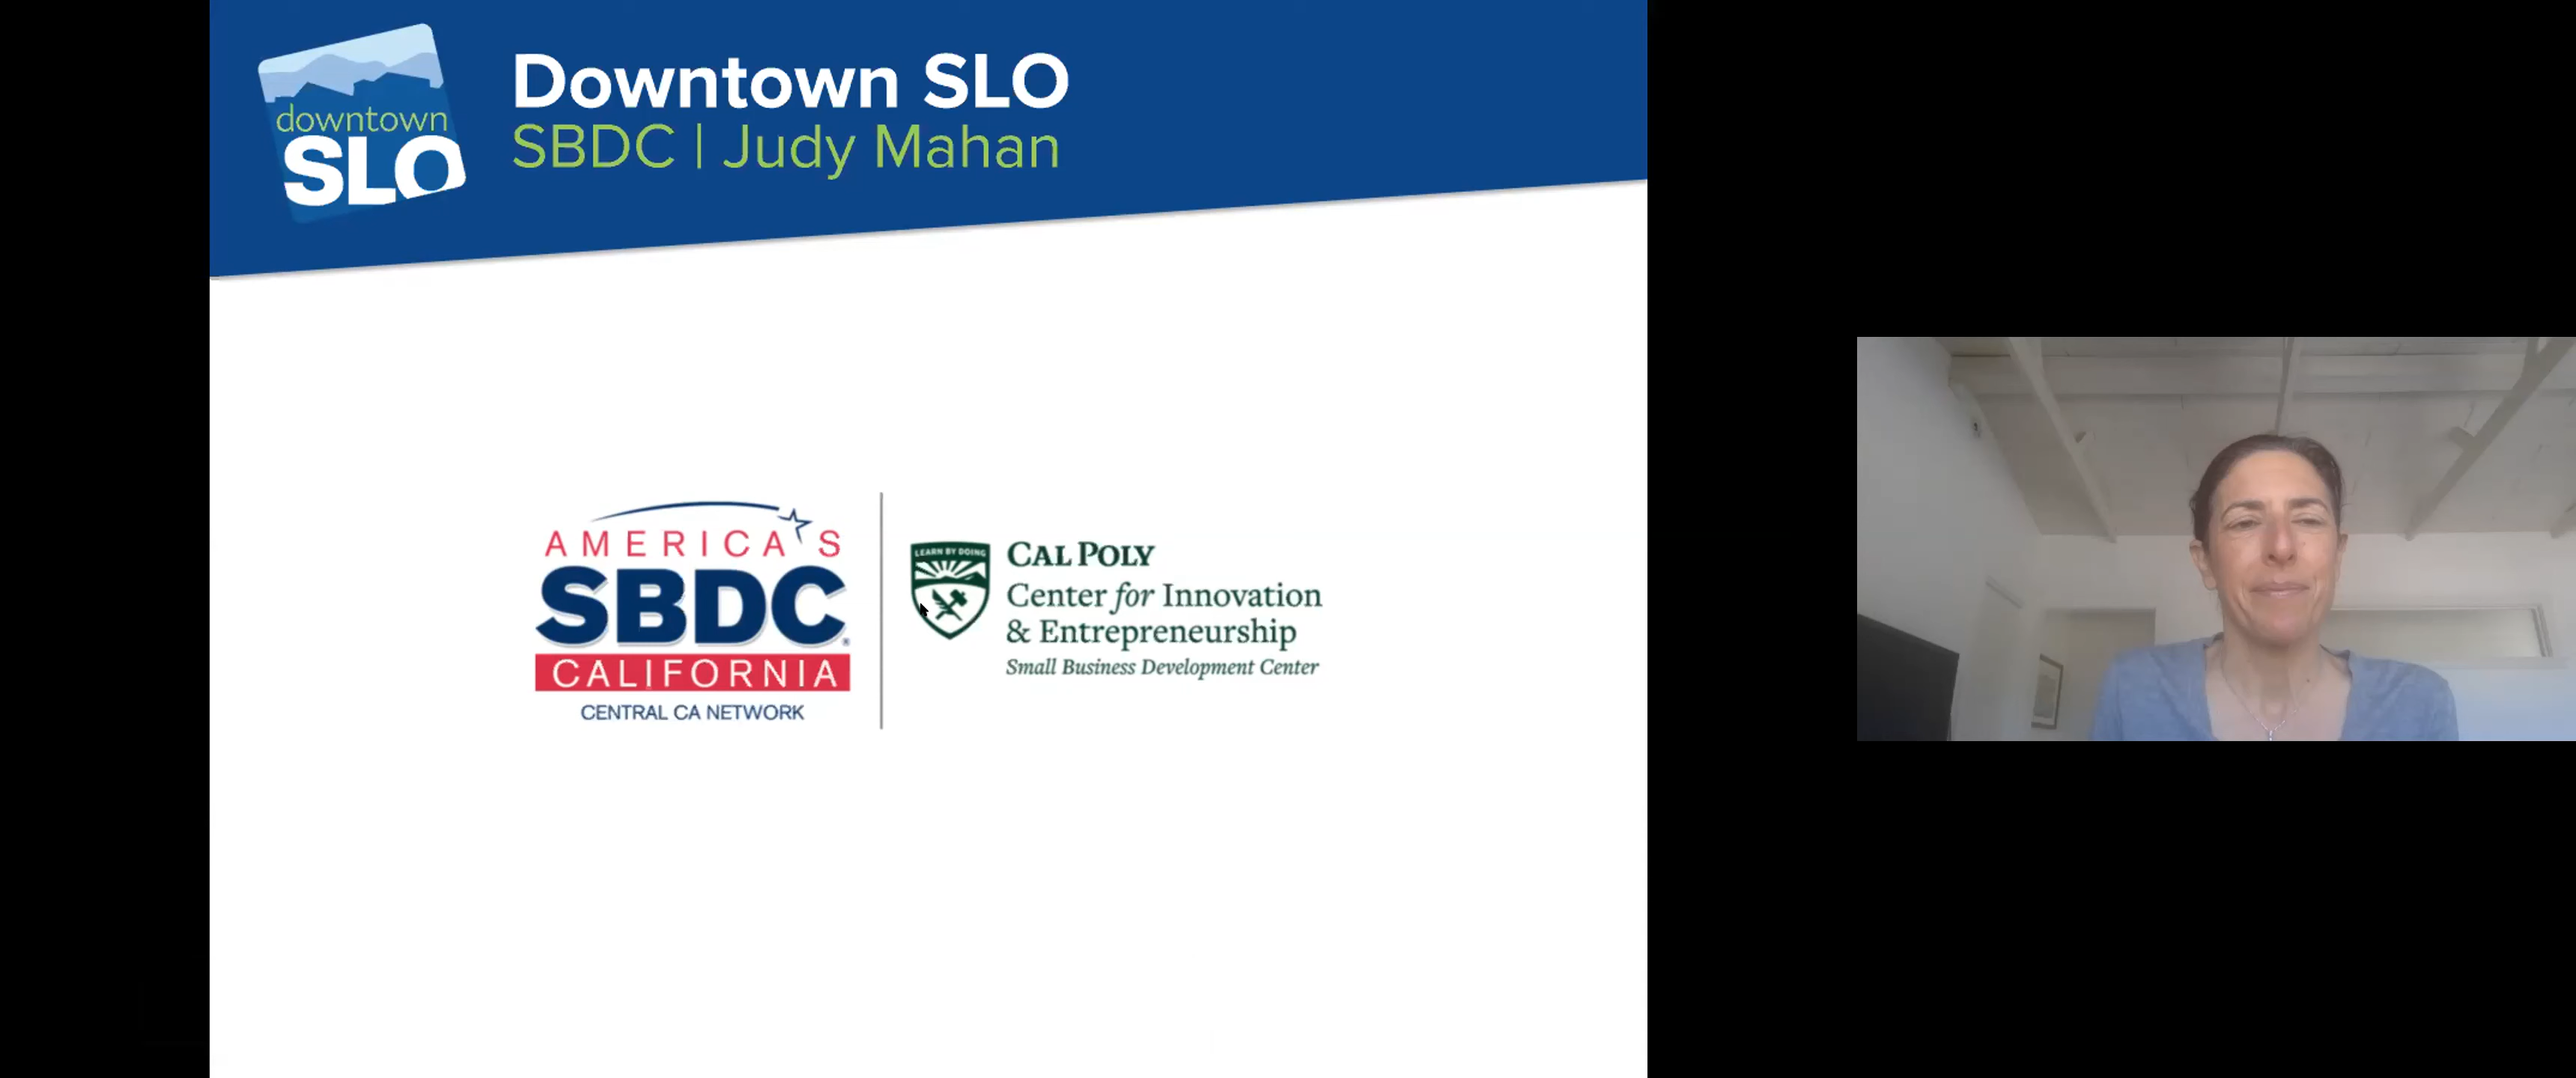 downtown
SLO
Downtown SLO
SBDC | Judy Mahan
AMERICA'S
SBDC
CALIFORNIA
CENTRAL CA NETWORK
LEARN BY DOING
CAL POLY
Center for Innovation
& Entrepreneurship
Small Business Development Center